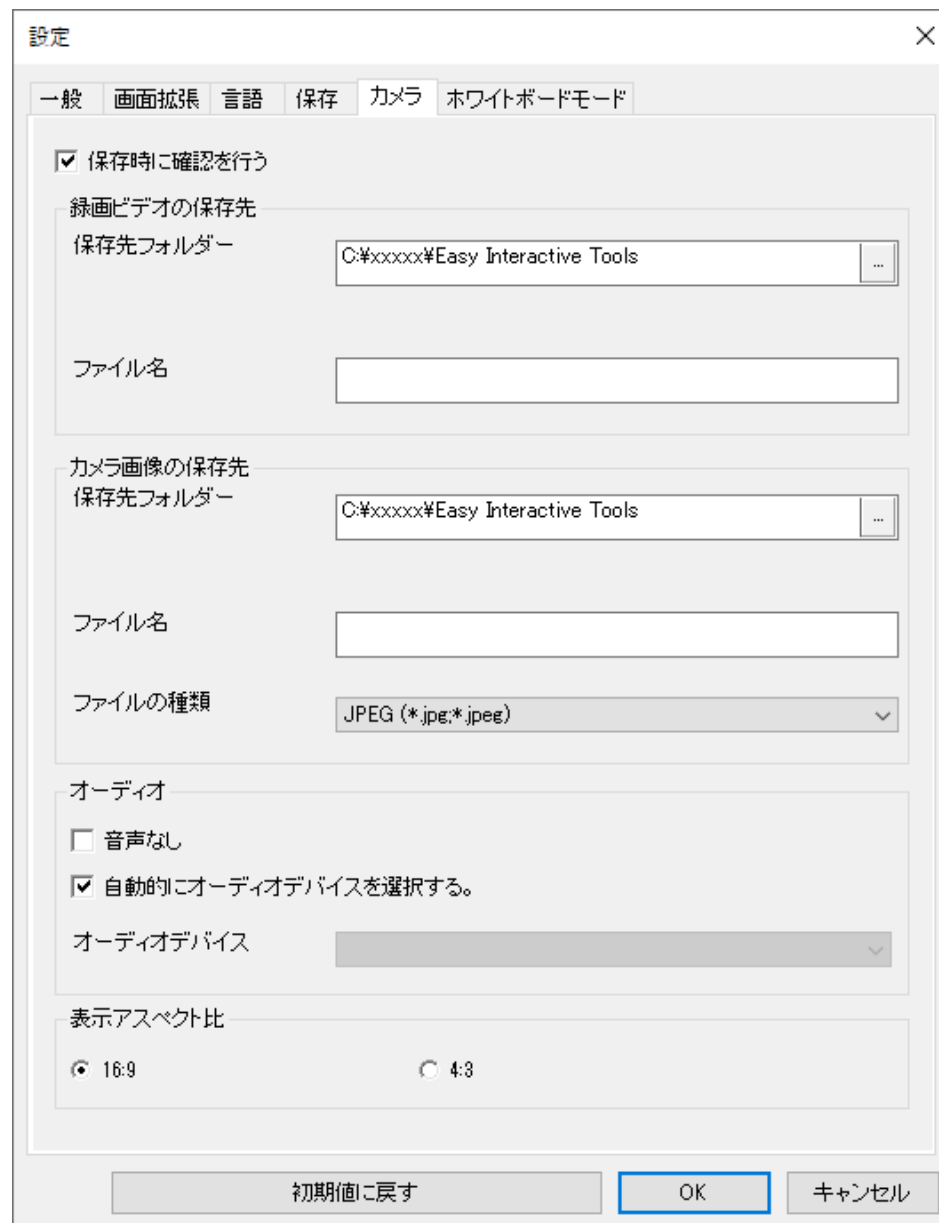 設定
一般 画面拡張 言語 保存 カメラ ホワイトボードモード
保存時に確認を行う
録画ビデオの保存先
保存先フォルダー C:¥xxxxx¥Easy Interactive Tools ...
ファイル名
カメラ画像の保存先
保存先フォルダー C:¥xxxxx¥Easy Interactive Tools ...
ファイル名
ファイルの種類 JPEG (*.jpg;*.jpeg)
オーディオ
音声なし
自動的にオーディオデバイスを選択する。
オーディオデバイス
表示アスペクト比
16:9 4:3
初期値に戻す OK キャンセル